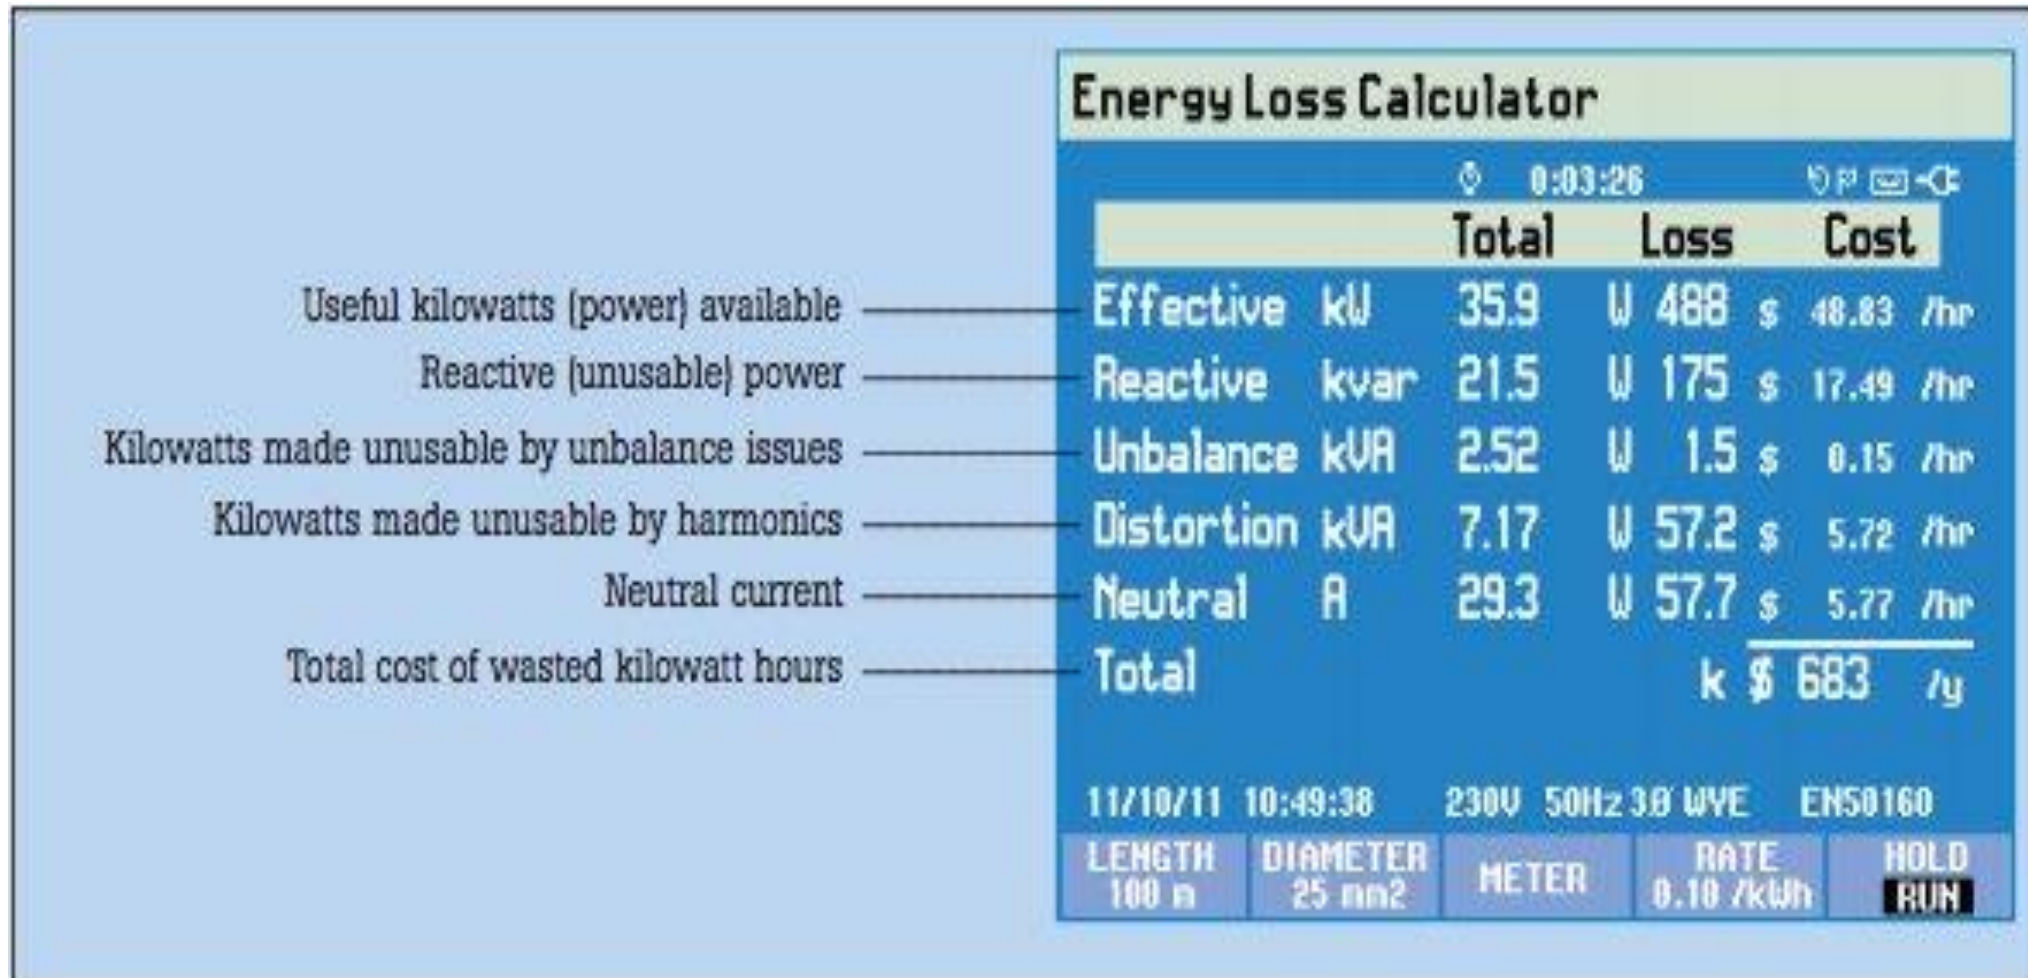 Energy Loss Calculator
0:03:26
Total Loss Cost
Useful kilowatts (power) available Effective kW 35.9 W 488 $ 48.83 /hr
Reactive (unusable) power Reactive kvar 21.5 W 175 $ 17.49 /hr
Kilowatts made unusable by unbalance issues Unbalance kVA 2.52 W 1.5 $ 0.15 /hr
Kilowatts made unusable by harmonics Distortion kVA 7.17 W 57.2 $ 5.72 /hr
Neutral current Neutral A 29.3 W 57.7 $ 5.77 /hr
Total cost of wasted kilowatt hours Total k $ 683 /y
11/10/11 10:49:38 230V 50Hz 3Ø WYE EN50160
LENGTH DIAMETER METER RATE HOLD
100 m 25 mm2 0.10 /kWh RUN